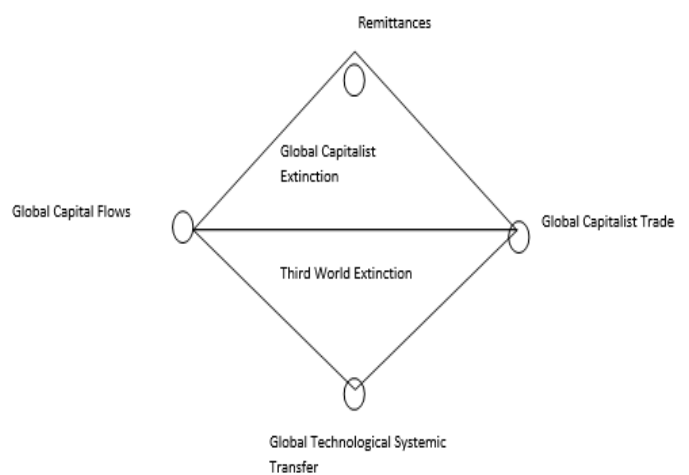 Remittances
Global Capitalist
Extinction
Global Capital Flows
Global Capitalist Trade
Third World Extinction
Global Technological Systemic
Transfer